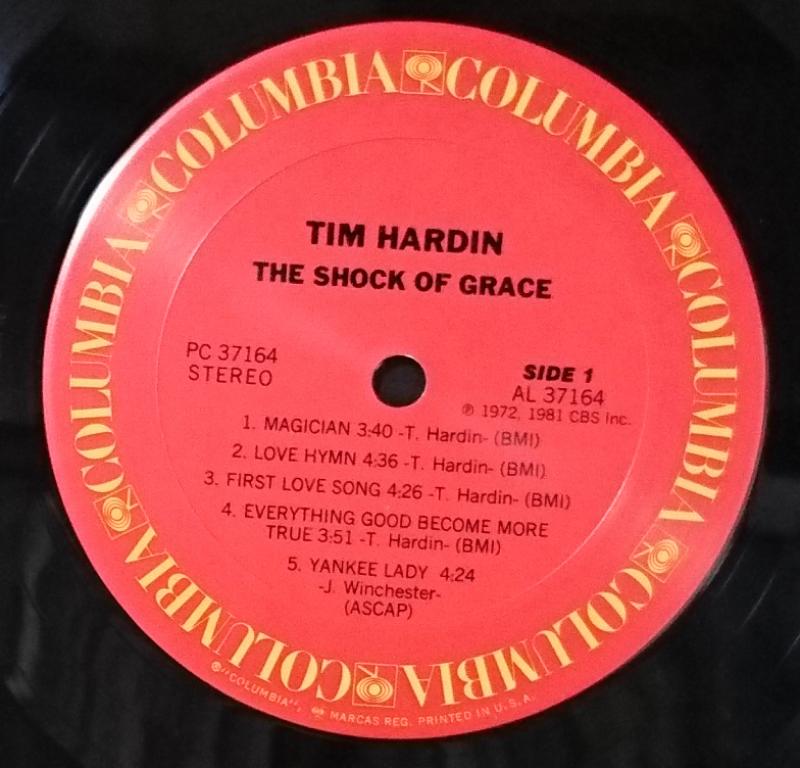 COLUMBIA COLUMBIA COLUMBIA COLUMBIA COLUMBIA COLUMBIA COLUMBIA
TIM HARDIN
THE SHOCK OF GRACE
PC 37164
STEREO
SIDE 1
AL 37164
℗ 1972, 1981 CBS Inc.
1. MAGICIAN 3:40 -T. Hardin- (BMI)
2. LOVE HYMN 4:36 -T. Hardin- (BMI)
3. FIRST LOVE SONG 4:26 -T. Hardin- (BMI)
4. EVERYTHING GOOD BECOME MORE
TRUE 3:51 -T. Hardin- (BMI)
5. YANKEE LADY 4:24
-J. Winchester-
(ASCAP)
®"COLUMBIA", MARCAS REG. PRINTED IN U.S.A.